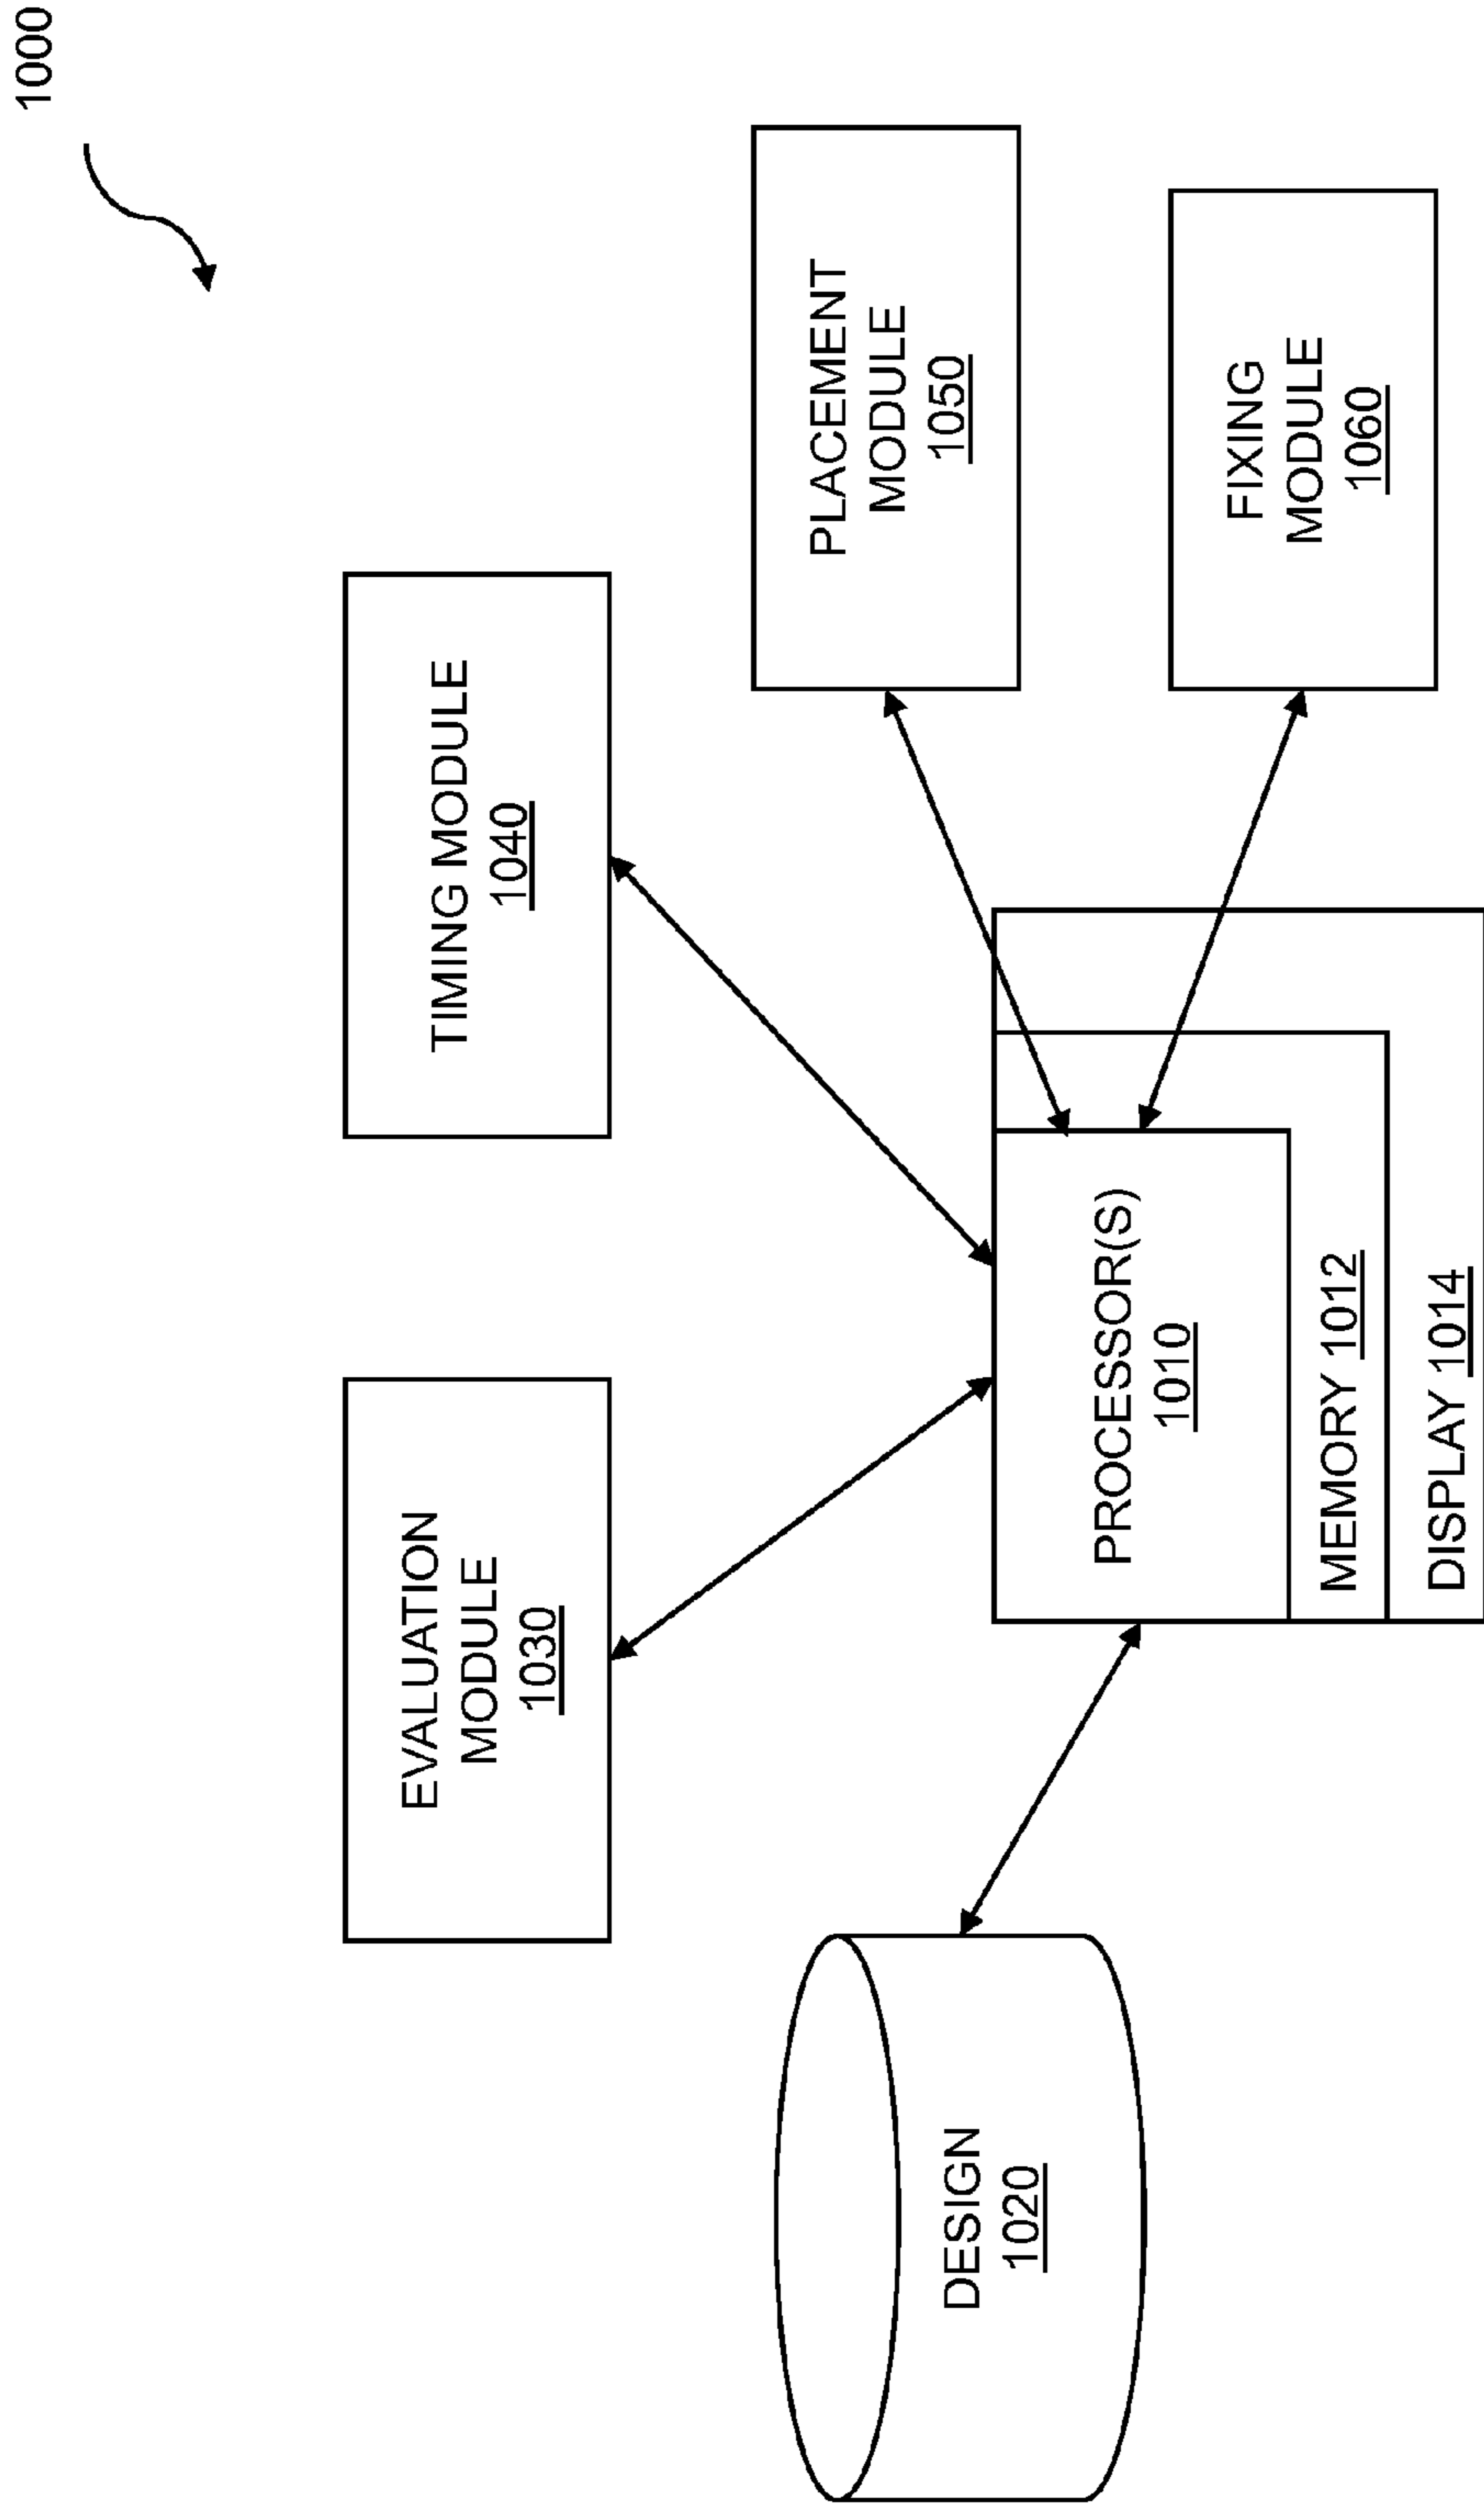 1000
EVALUATION
MODULE
1030
TIMING MODULE
1040
DESIGN
1020
PLACEMENT
MODULE
1050
PROCESSOR(S)
1010
MEMORY 1012
DISPLAY 1014
FIXING
MODULE
1060